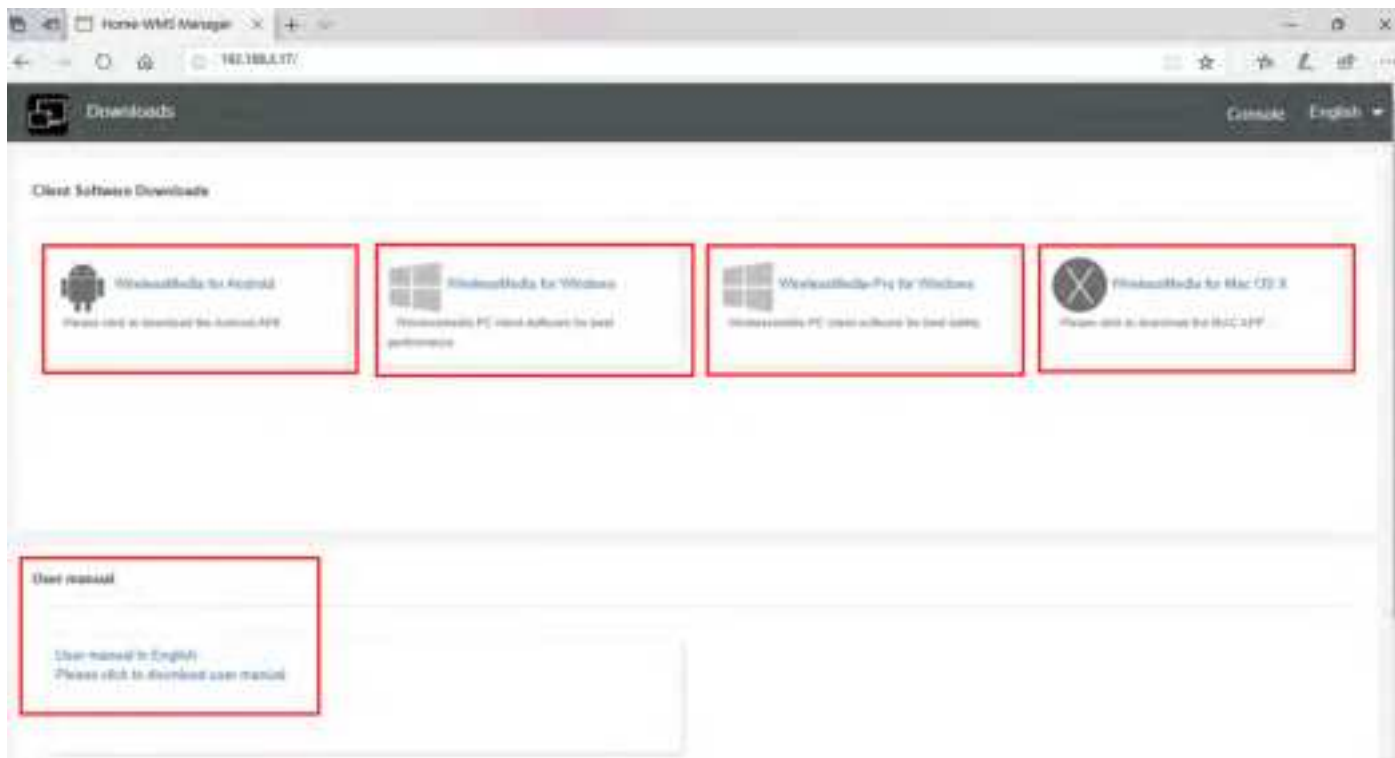 Home-WMS Manager
Downloads
Console English
Client Software Downloads
WirelessMedia for Android
Please click to download the Android APP
WirelessMedia for Windows
WirelessMedia PC client software for best
performance
WirelessMedia-Pro for Windows
WirelessMedia PC client software for best safety
WirelessMedia for Mac OS X
Please click to download the MAC APP
User manual
User manual in English
Please click to download user manual